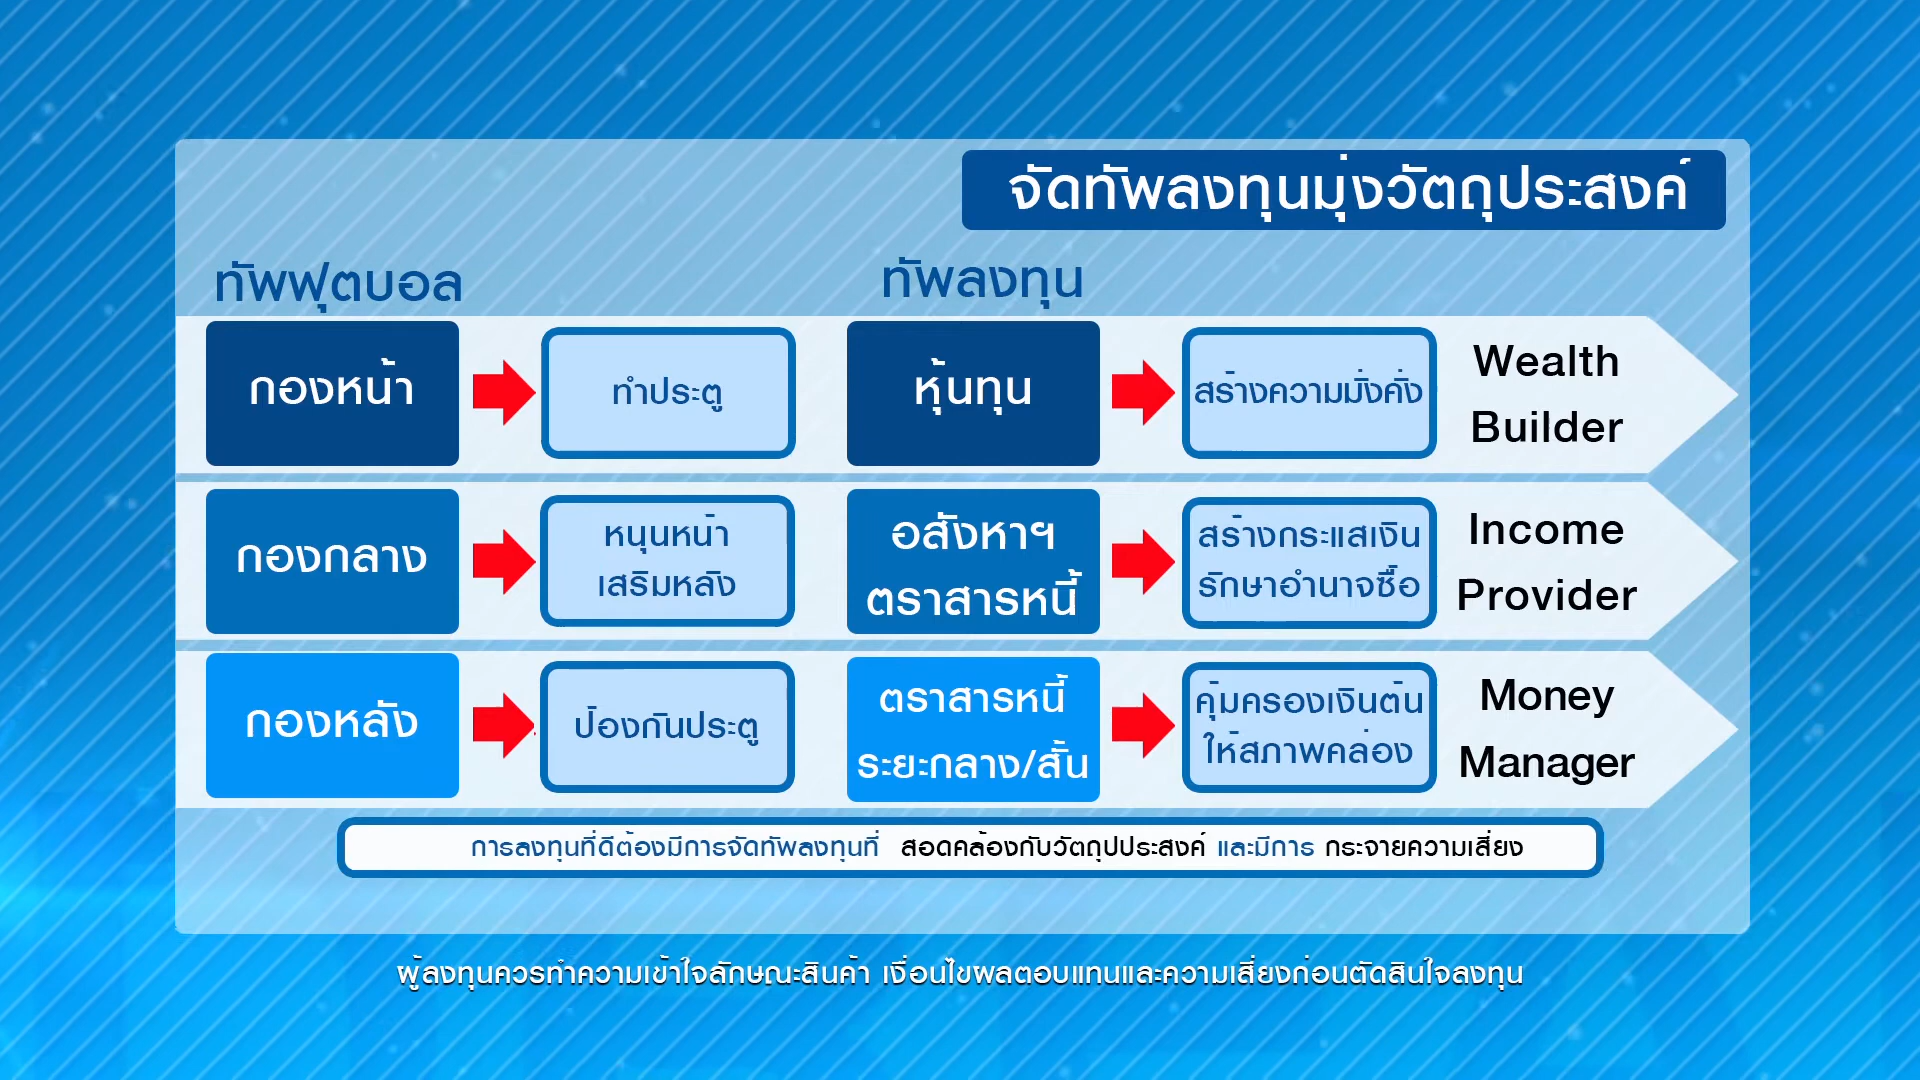 จัดทัพลงทุนมุ่งวัตถุประสงค์
ทัพฟุตบอล
ทัพลงทุน
กองหน้า
ทำประตู
หุ้นทุน
สร้างความมั่งคั่ง
Wealth
Builder
กองกลาง
หนุนหน้า
เสริมหลัง
อสังหาฯ
ตราสารหนี้
สร้างกระแสเงิน
รักษาอำนาจซื้อ
Income
Provider
กองหลัง
ป้องกันประตู
ตราสารหนี้
ระยะกลาง/สั้น
คุ้มครองเงินต้น
ให้สภาพคล่อง
Money
Manager
การลงทุนที่ดีต้องมีการจัดทัพลงทุนที่ สอดคล้องกับวัตถุปประสงค์ และมีการ กระจายความเสี่ยง
ผู้ลงทุนควรทำความเข้าใจลักษณะสินค้า เงื่อนไขผลตอบแทนและความเสี่ยงก่อนตัดสินใจลงทุน